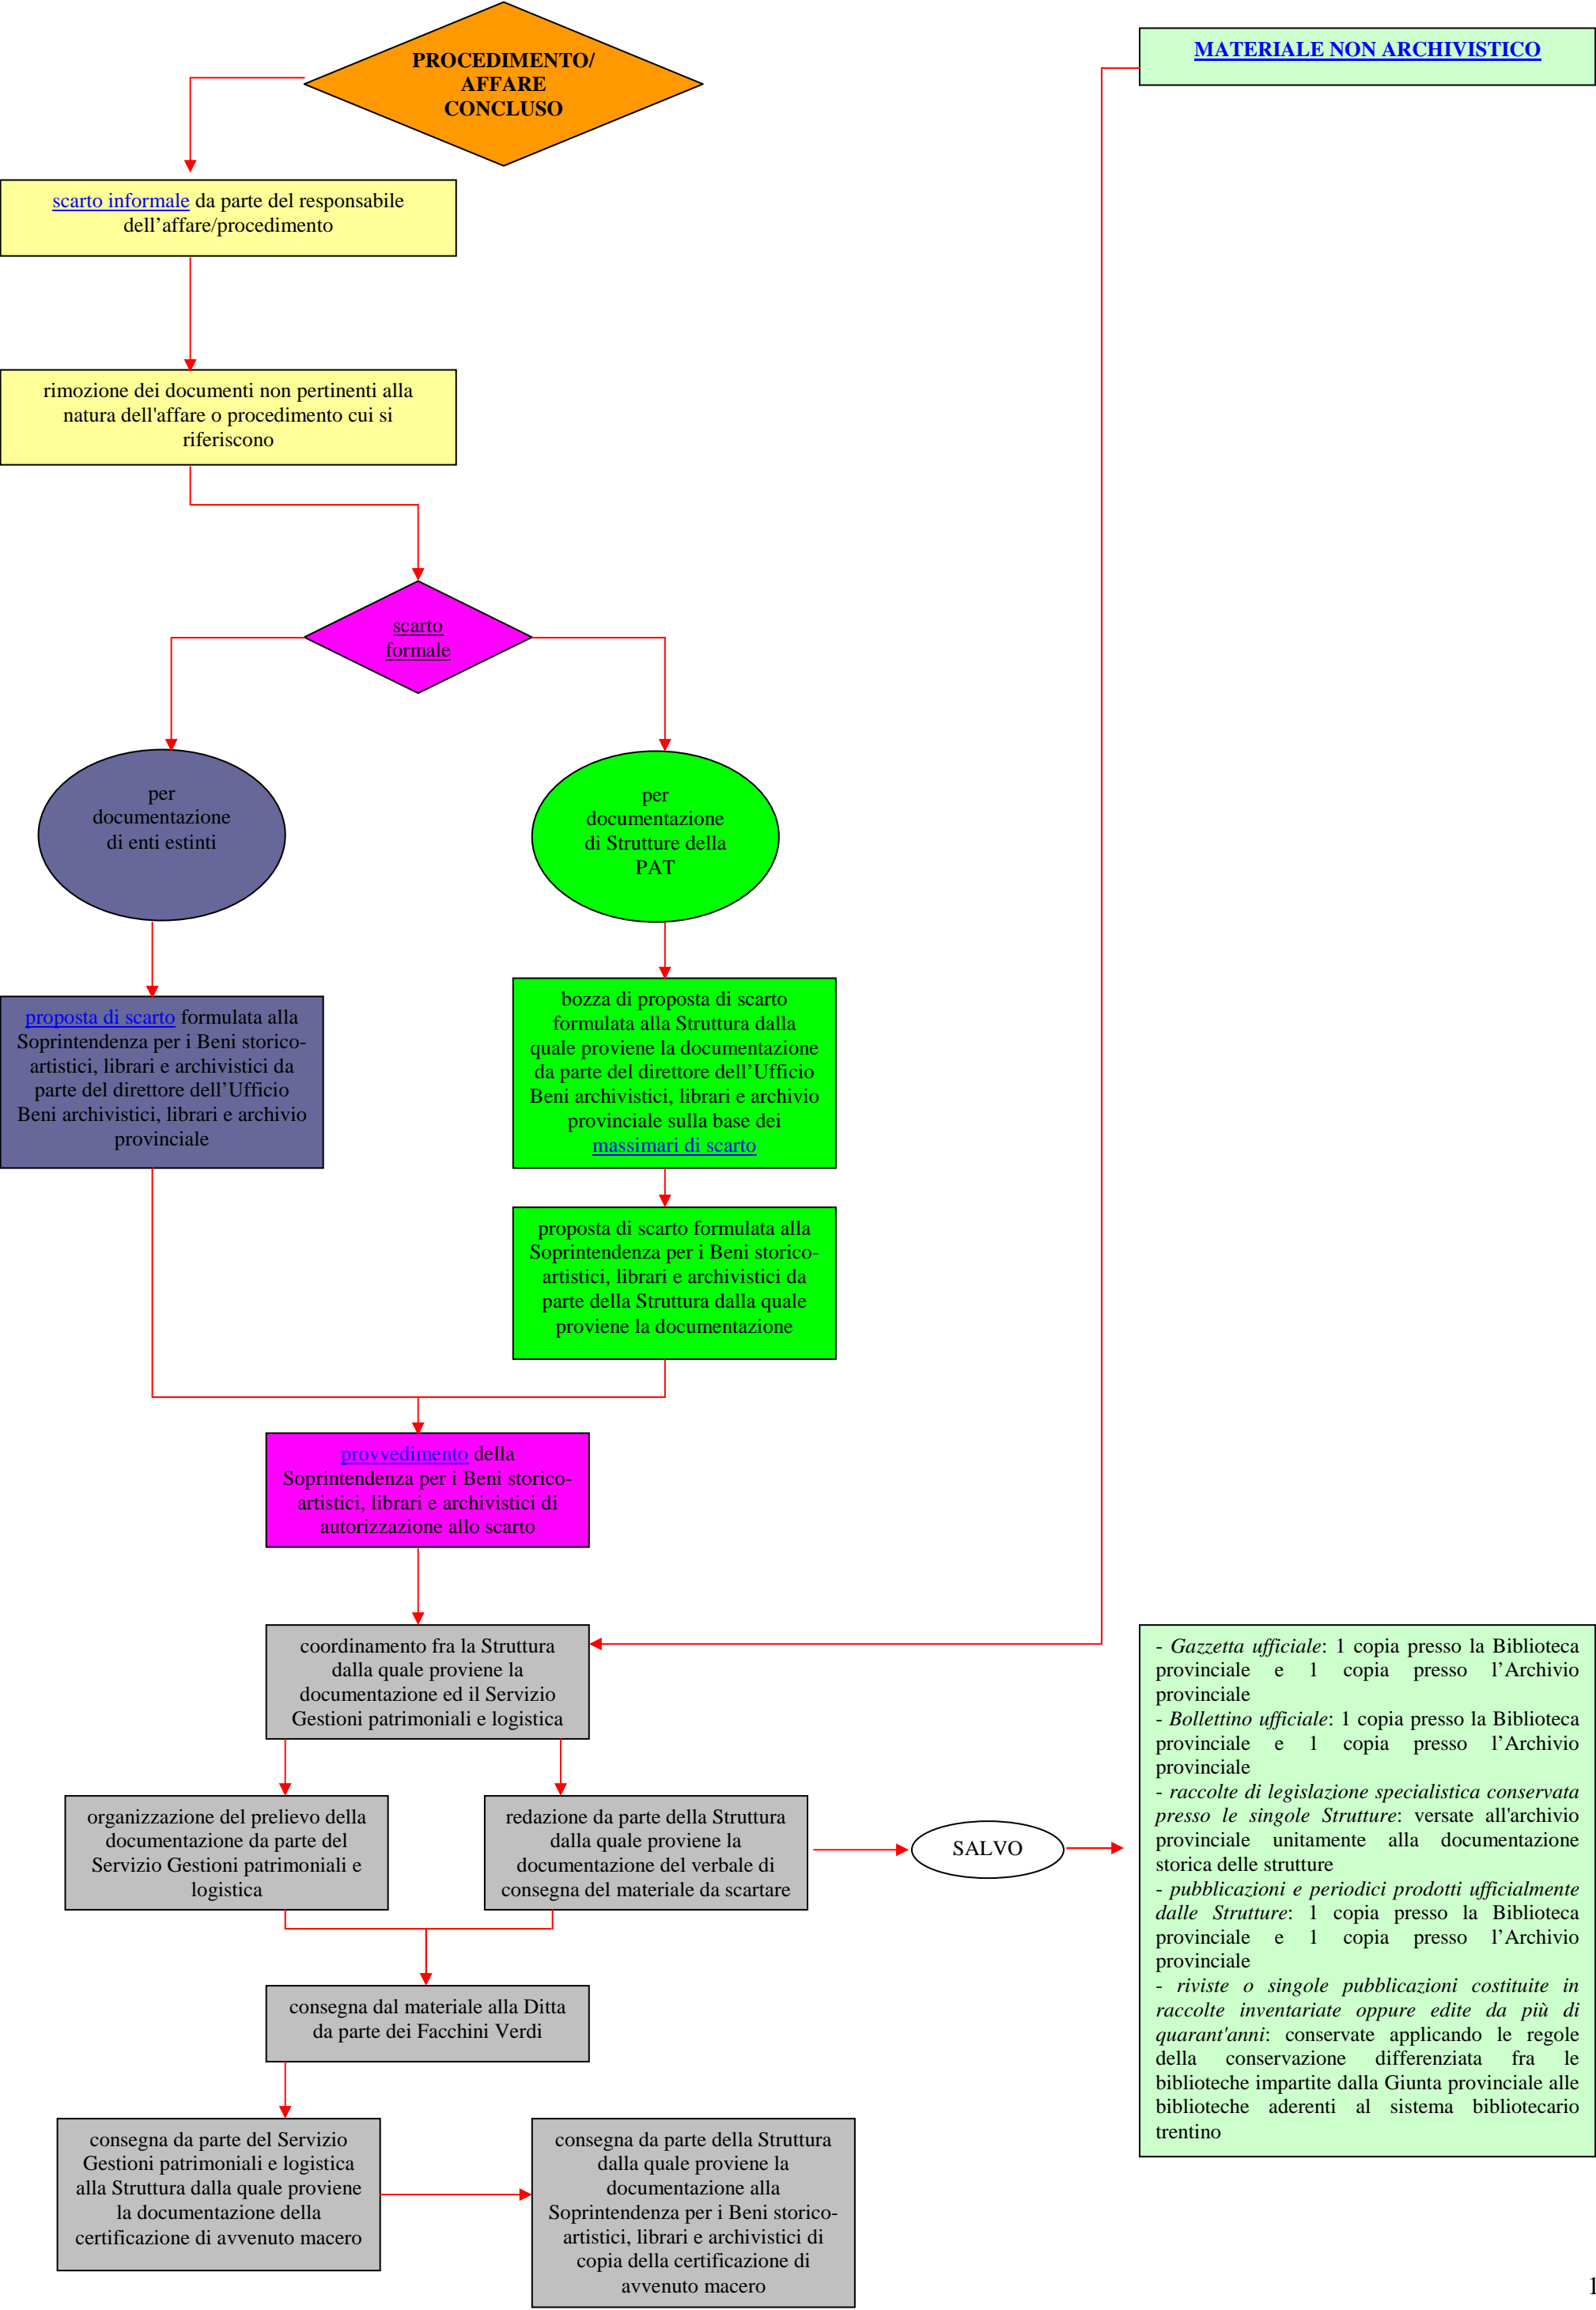 PROCEDIMENTO/
AFFARE
CONCLUSO
MATERIALE NON ARCHIVISTICO
scarto informale da parte del responsabile
dell’affare/procedimento
rimozione dei documenti non pertinenti alla
natura dell'affare o procedimento cui si
riferiscono
scarto
formale
per
documentazione
di enti estinti
per
documentazione
di Strutture della
PAT
proposta di scarto formulata alla
Soprintendenza per i Beni storico-
artistici, librari e archivistici da
parte del direttore dell’Ufficio
Beni archivistici, librari e archivio
provinciale
bozza di proposta di scarto
formulata alla Struttura dalla
quale proviene la documentazione
da parte del direttore dell’Ufficio
Beni archivistici, librari e archivio
provinciale sulla base dei
massimari di scarto
proposta di scarto formulata alla
Soprintendenza per i Beni storico-
artistici, librari e archivistici da
parte della Struttura dalla quale
proviene la documentazione
provvedimento della
Soprintendenza per i Beni storico-
artistici, librari e archivistici di
autorizzazione allo scarto
coordinamento fra la Struttura
dalla quale proviene la
documentazione ed il Servizio
Gestioni patrimoniali e logistica
organizzazione del prelievo della
documentazione da parte del
Servizio Gestioni patrimoniali e
logistica
redazione da parte della Struttura
dalla quale proviene la
documentazione del verbale di
consegna del materiale da scartare
SALVO
- Gazzetta ufficiale: 1 copia presso la Biblioteca
provinciale e 1 copia presso l’Archivio
provinciale
- Bollettino ufficiale: 1 copia presso la Biblioteca
provinciale e 1 copia presso l’Archivio
provinciale
- raccolte di legislazione specialistica conservata
presso le singole Strutture: versate all'archivio
provinciale unitamente alla documentazione
storica delle strutture
- pubblicazioni e periodici prodotti ufficialmente
dalle Strutture: 1 copia presso la Biblioteca
provinciale e 1 copia presso l’Archivio
provinciale
- riviste o singole pubblicazioni costituite in
raccolte inventariate oppure edite da più di
quarant'anni: conservate applicando le regole
della conservazione differenziata fra le
biblioteche impartite dalla Giunta provinciale alle
biblioteche aderenti al sistema bibliotecario
trentino
consegna dal materiale alla Ditta
da parte dei Facchini Verdi
consegna da parte del Servizio
Gestioni patrimoniali e logistica
alla Struttura dalla quale proviene
la documentazione della
certificazione di avvenuto macero
consegna da parte della Struttura
dalla quale proviene la
documentazione alla
Soprintendenza per i Beni storico-
artistici, librari e archivistici di
copia della certificazione di
avvenuto macero
1